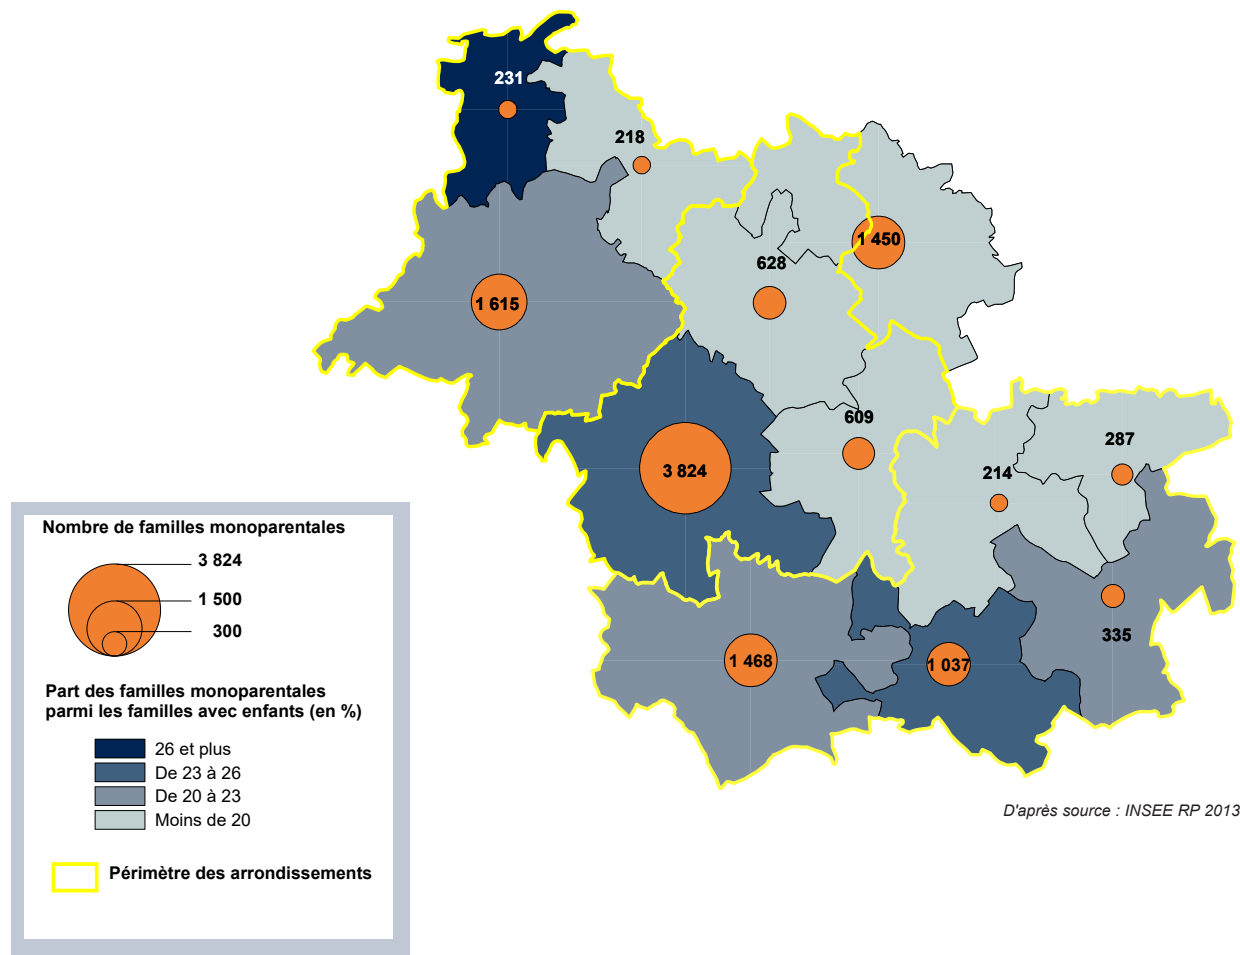 231
218
1 450
628
1 615
609
287
3 824
214
335
1 468
1 037
Nombre de familles monoparentales
3 824
1 500
300
Part des familles monoparentales
parmi les familles avec enfants (en %)
26 et plus
De 23 à 26
De 20 à 23
Moins de 20
Périmètre des arrondissements
D'après source : INSEE RP 2013